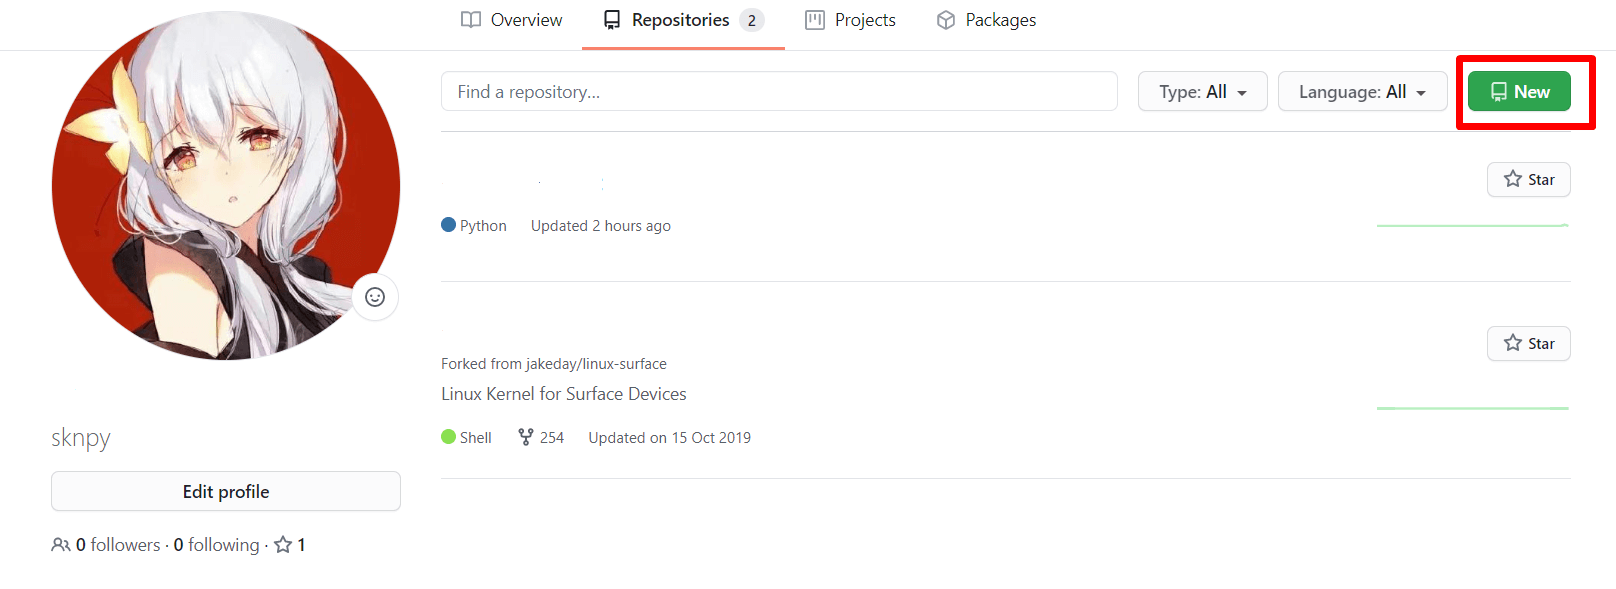 Overview Repositories 2 Projects Packages
Find a repository... Type: All Language: All New
Star
Python Updated 2 hours ago
Star
Forked from jakeday/linux-surface
Linux Kernel for Surface Devices
Shell 254 Updated on 15 Oct 2019
sknpy
Edit profile
0 followers · 0 following · 1